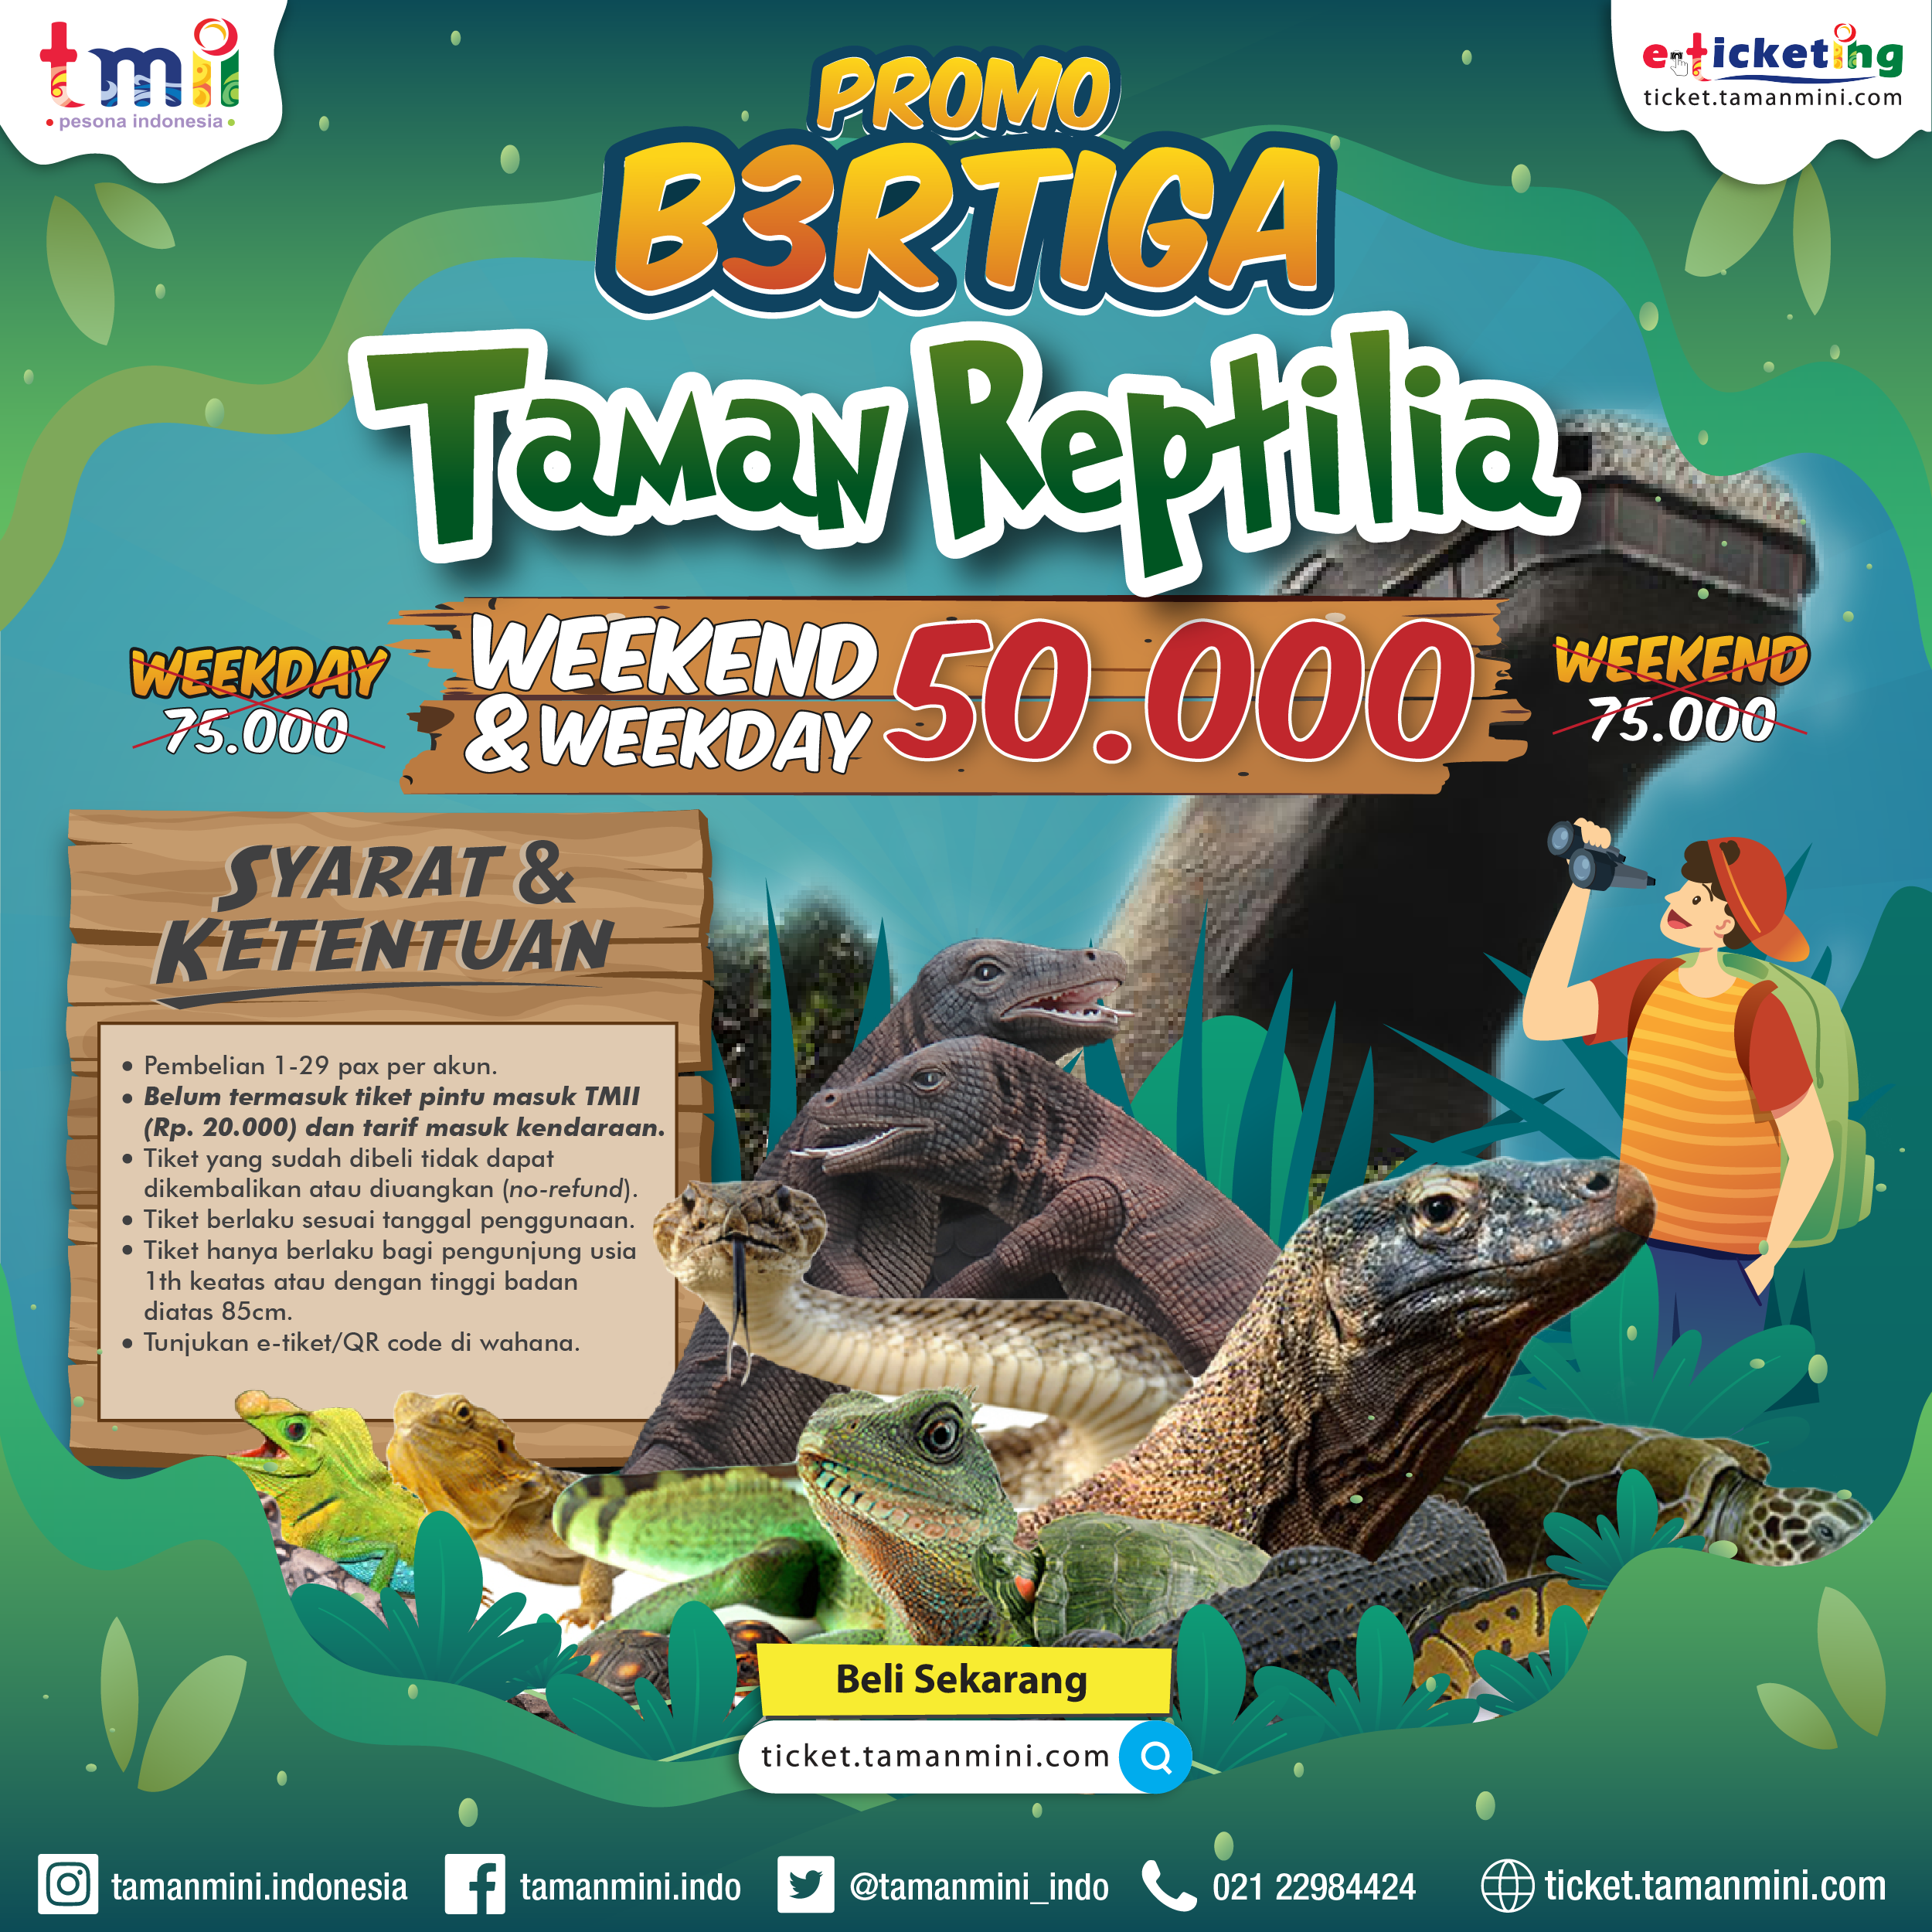 tmii
• pesona indonesia •
e-ticketing
ticket.tamanmini.com
PROMO
B3RTIGA
TAMAN REPTILIA
WEEKDAY
75.000
WEEKEND
& WEEKDAY
50.000
WEEKEND
75.000
SYARAT &
KETENTUAN
• Pembelian 1-29 pax per akun.
• Belum termasuk tiket pintu masuk TMII
(Rp. 20.000) dan tarif masuk kendaraan.
• Tiket yang sudah dibeli tidak dapat
dikembalikan atau diuangkan (no-refund).
• Tiket berlaku sesuai tanggal penggunaan.
• Tiket hanya berlaku bagi pengunjung usia
1th keatas atau dengan tinggi badan
diatas 85cm.
• Tunjukan e-tiket/QR code di wahana.
Beli Sekarang
ticket.tamanmini.com
tamanmini.indonesia
tamanmini.indo
@tamanmini_indo
021 22984424
ticket.tamanmini.com